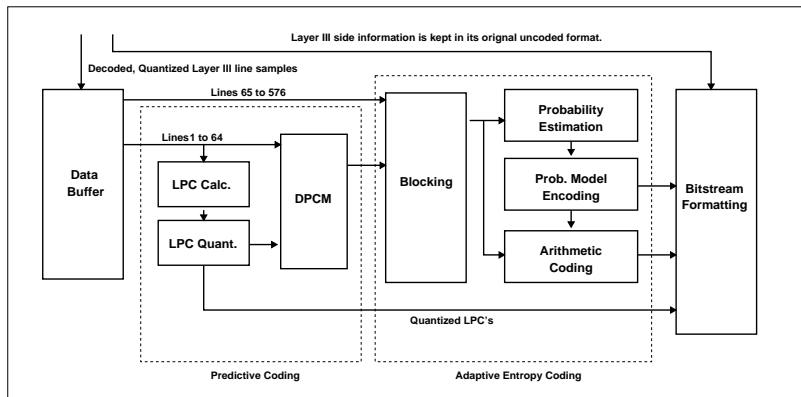 Layer III side information is kept in its orignal uncoded format.
Decoded, Quantized Layer III line samples
Lines 65 to 576
Lines1 to 64
Data
Buffer
LPC Calc.
LPC Quant.
DPCM
Blocking
Probability
Estimation
Prob. Model
Encoding
Arithmetic
Coding
Bitstream
Formatting
Quantized LPC's
Predictive Coding
Adaptive Entropy Coding